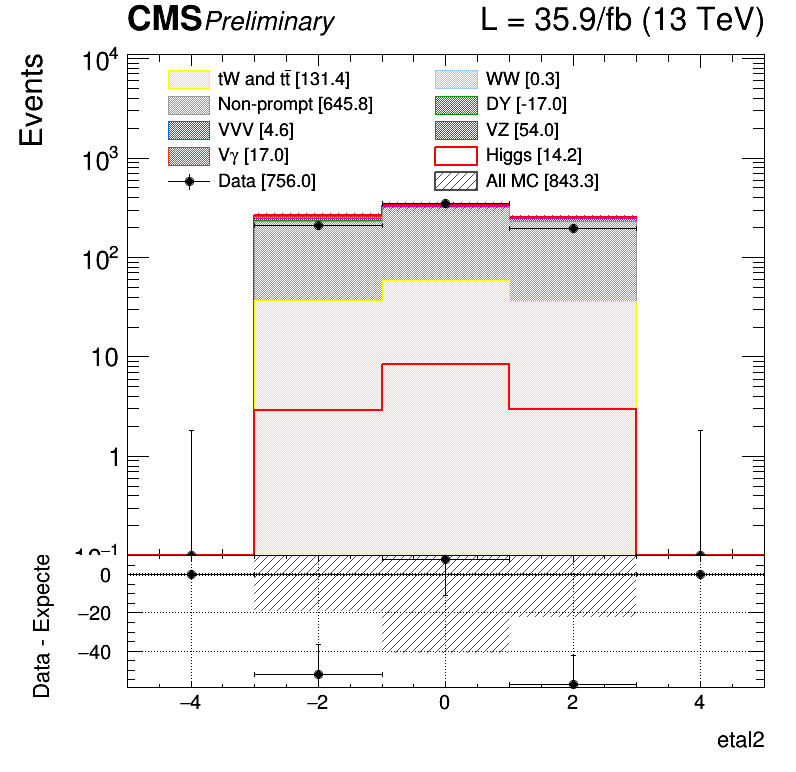 CMS Preliminary L = 35.9/fb (13 TeV)
Events
10⁴
10³
10²
10
1
tW and tt̄ [131.4]
Non-prompt [645.8]
VVV [4.6]
Vγ [17.0]
Data [756.0]
WW [0.3]
DY [-17.0]
VZ [54.0]
Higgs [14.2]
All MC [843.3]
Data - Expecte
0
−20
−40
−4 −2 0 2 4
etal2